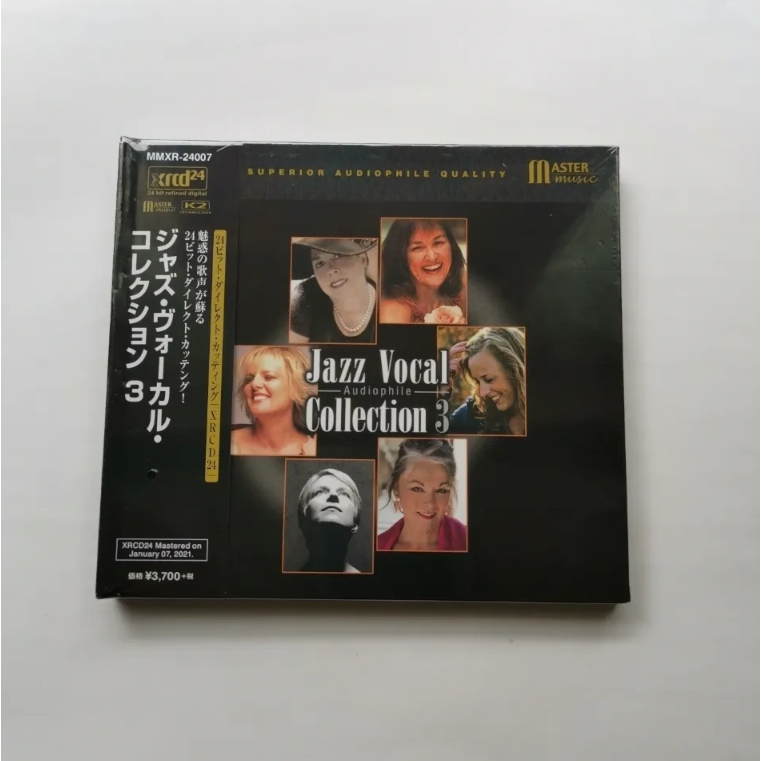 MMXR-24007
xrcd24
24 bit refined digital
MASTER
K2
ジャズ・ヴォーカル・
コレクション 3
魅惑の歌声が蘇る
24ビット・ダイレクト・カッテング!
24ビット・ダイレクト・カッティング｜XRCD24｜
XRCD24 Mastered on
January 07, 2021.
価格 ¥3,700+税
SUPERIOR AUDIOPHILE QUALITY
MASTER
music
Jazz Vocal
Audiophile
Collection 3